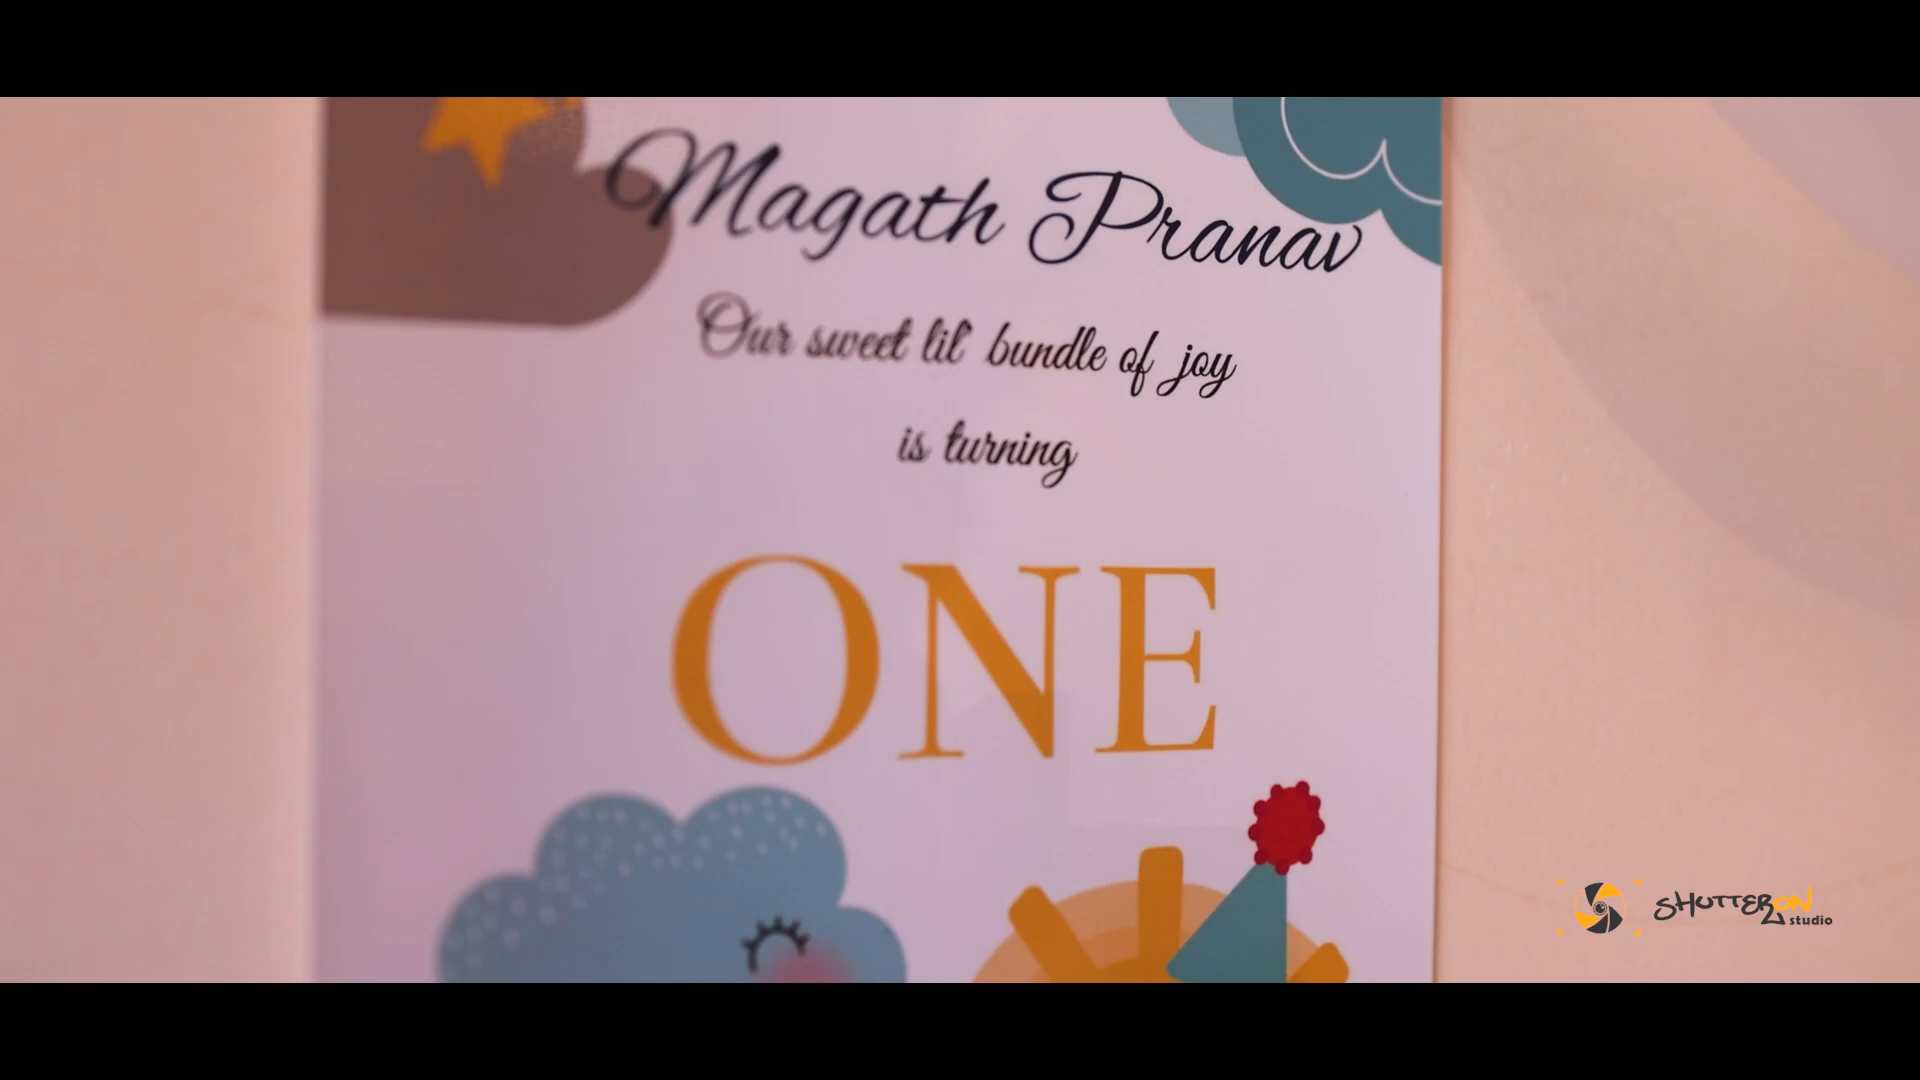 Magath Pranav
Our sweet lil' bundle of joy
is turning
ONE
SHUTTERON
studio